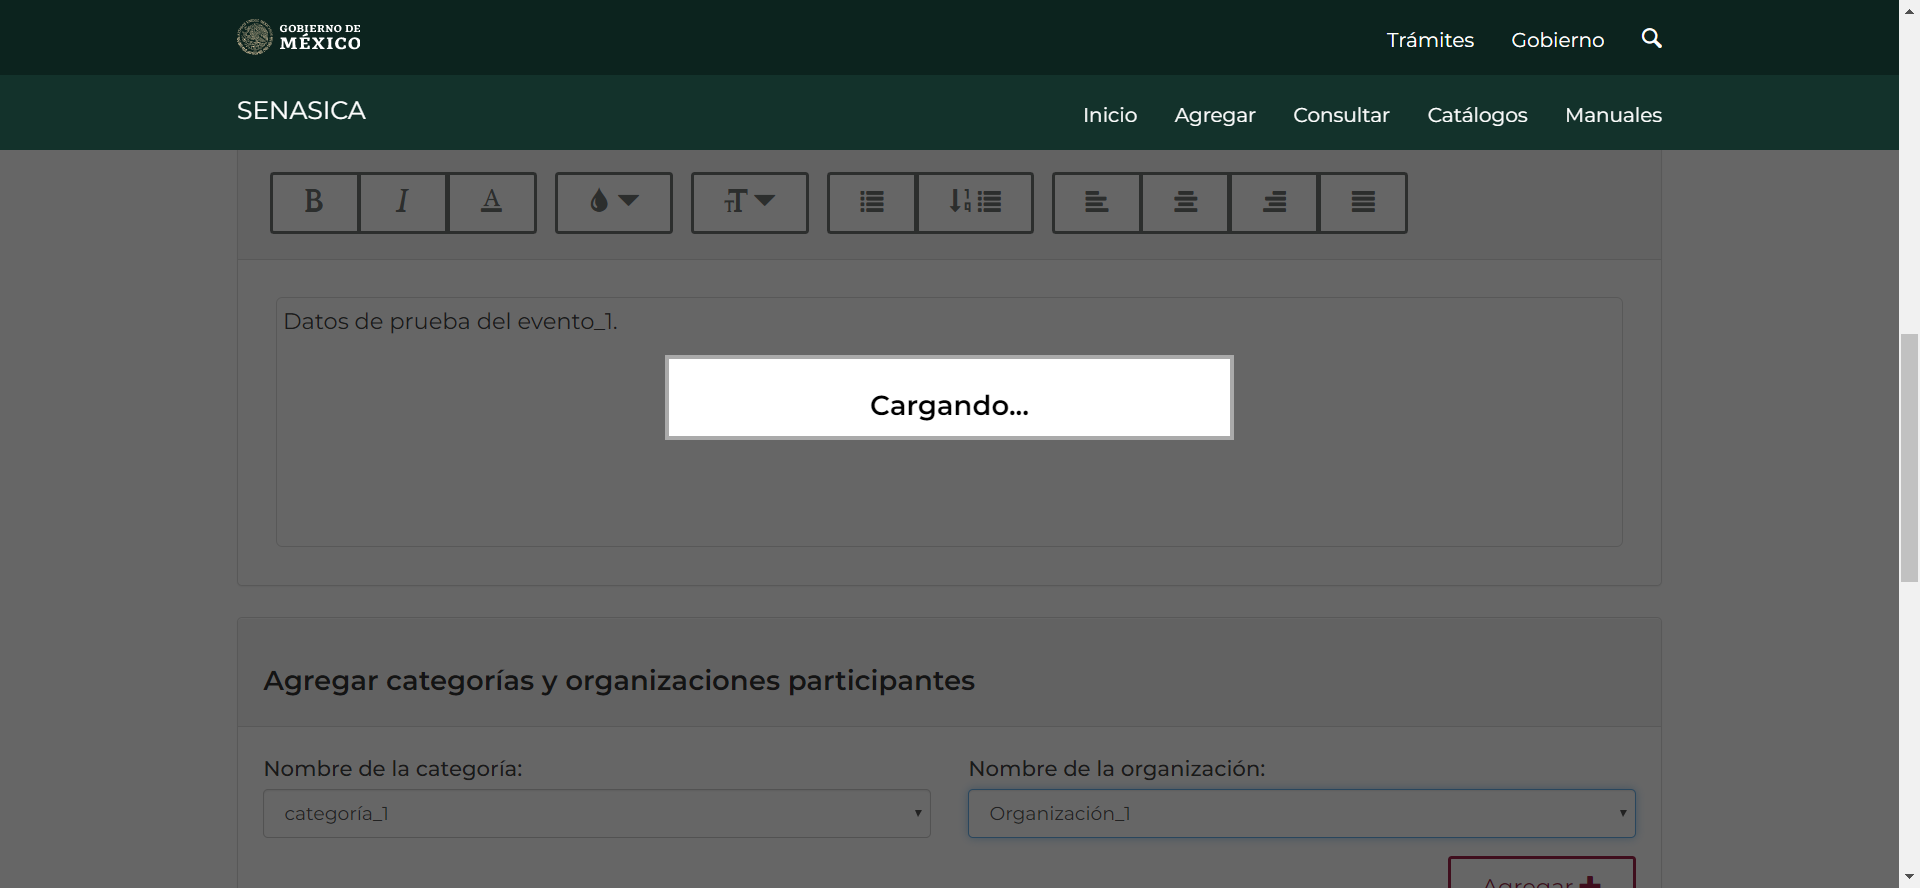 GOBIERNO DE
MÉXICO
Trámites Gobierno
SENASICA
Inicio Agregar Consultar Catálogos Manuales
Datos de prueba del evento_1.
Cargando...
Agregar categorías y organizaciones participantes
Nombre de la categoría: Nombre de la organización:
categoría_1 Organización_1
Agregar